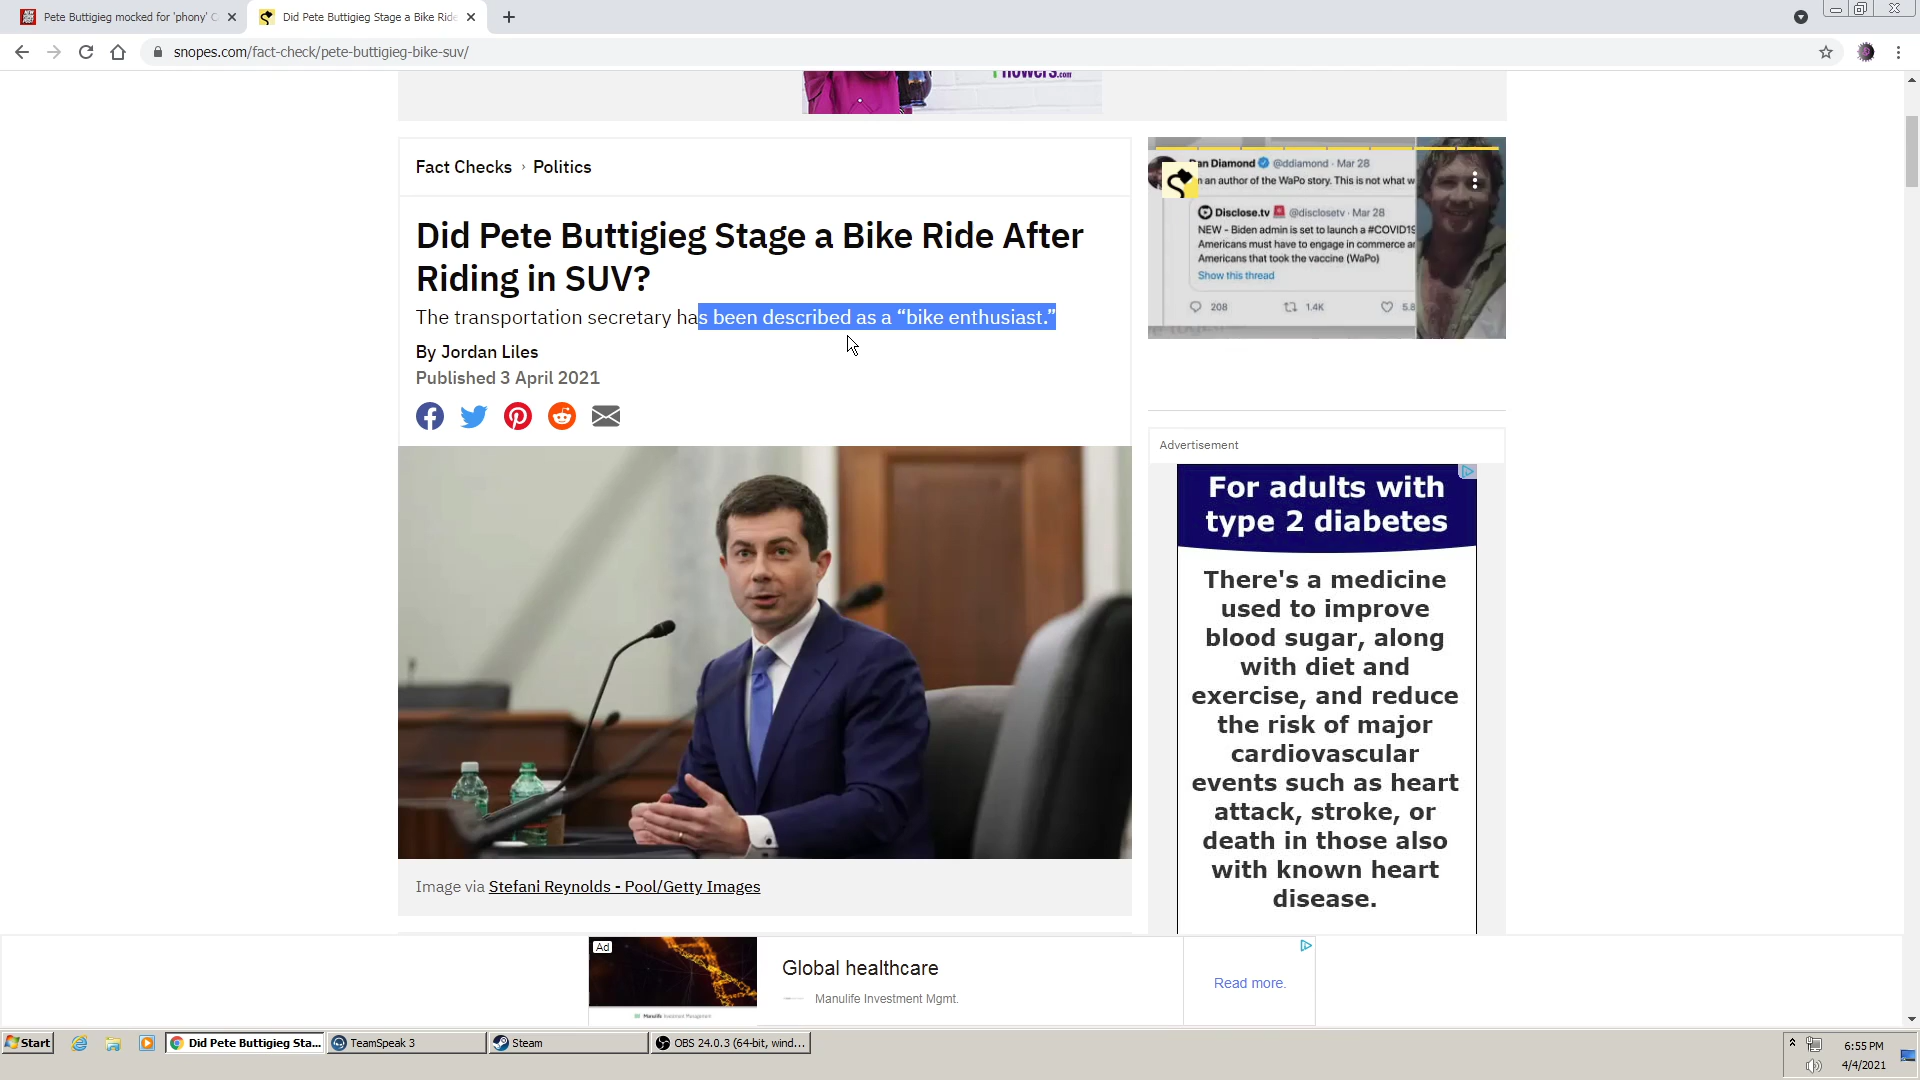 Pete Buttigieg mocked for 'phony' C
Did Pete Buttigieg Stage a Bike Ride
snopes.com/fact-check/pete-buttigieg-bike-suv/
Fact Checks › Politics
Did Pete Buttigieg Stage a Bike Ride After
Riding in SUV?
The transportation secretary has been described as a “bike enthusiast.”
By Jordan Liles
Published 3 April 2021
Image via Stefani Reynolds - Pool/Getty Images
an Diamond @ddiamond · Mar 28
an author of the WaPo story. This is not what w
Disclose.tv @disclosetv · Mar 28
NEW - Biden admin is set to launch a #COVID19
Americans must have to engage in commerce ar
Americans that took the vaccine (WaPo)
Show this thread
208 1.4K 5.8
Advertisement
For adults with
type 2 diabetes
There's a medicine
used to improve
blood sugar, along
with diet and
exercise, and reduce
the risk of major
cardiovascular
events such as heart
attack, stroke, or
death in those also
with known heart
disease.
Ad
Global healthcare
Manulife Investment Mgmt.
Read more.
Manulife Investment Management
Start
Did Pete Buttigieg Sta...
TeamSpeak 3
Steam
OBS 24.0.3 (64-bit, wind...
6:55 PM
4/4/2021